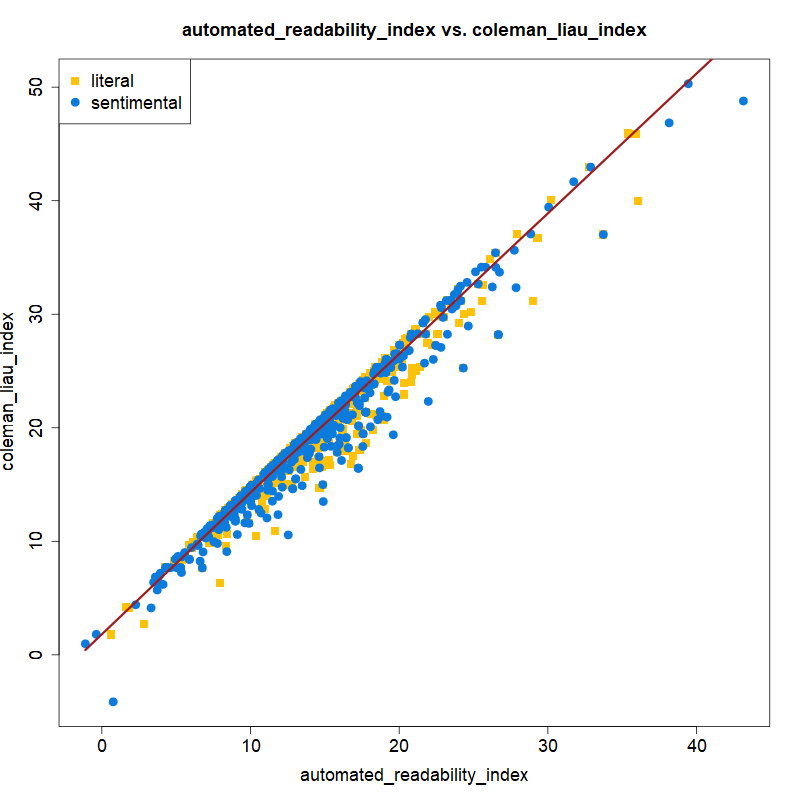 automated_readability_index vs. coleman_liau_index
literal
sentimental
50
40
30
20
10
0
coleman_liau_index
0 10 20 30 40
automated_readability_index